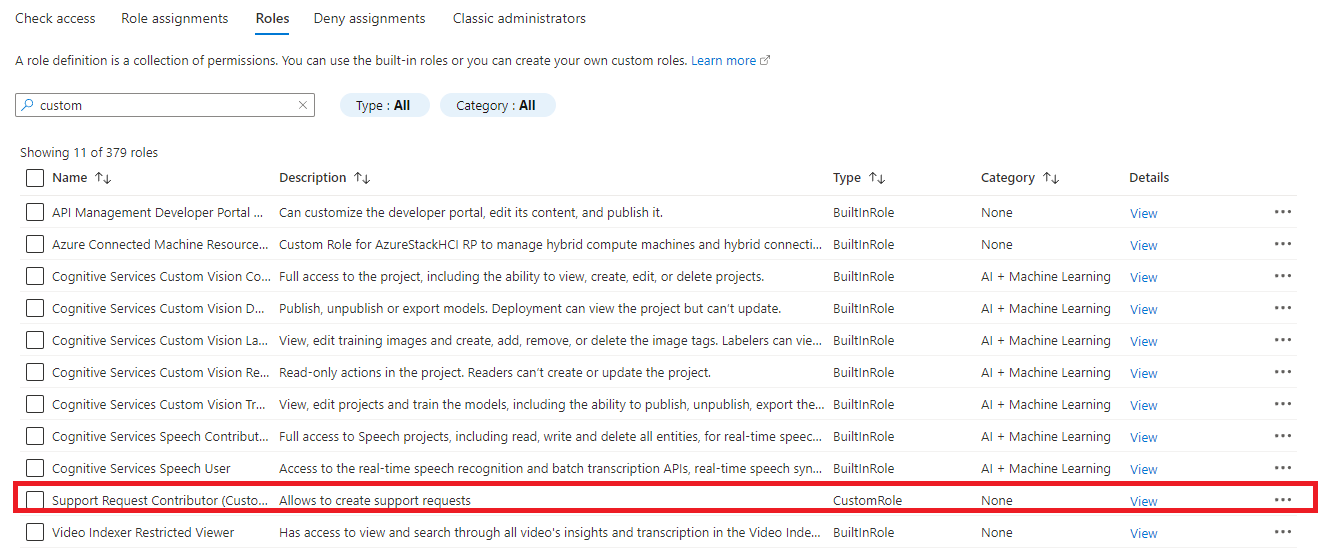 Check access Role assignments Roles Deny assignments Classic administrators
A role definition is a collection of permissions. You can use the built-in roles or you can create your own custom roles. Learn more
custom Type : All Category : All
Showing 11 of 379 roles
Name Description Type Category Details
API Management Developer Portal ... Can customize the developer portal, edit its content, and publish it. BuiltInRole None View
Azure Connected Machine Resource... Custom Role for AzureStackHCI RP to manage hybrid compute machines and hybrid connecti... BuiltInRole None View
Cognitive Services Custom Vision Co... Full access to the project, including the ability to view, create, edit, or delete projects. BuiltInRole AI + Machine Learning View
Cognitive Services Custom Vision D... Publish, unpublish or export models. Deployment can view the project but can't update. BuiltInRole AI + Machine Learning View
Cognitive Services Custom Vision La... View, edit training images and create, add, remove, or delete the image tags. Labelers can vie... BuiltInRole AI + Machine Learning View
Cognitive Services Custom Vision Re... Read-only actions in the project. Readers can't create or update the project. BuiltInRole AI + Machine Learning View
Cognitive Services Custom Vision Tr... View, edit projects and train the models, including the ability to publish, unpublish, export the... BuiltInRole AI + Machine Learning View
Cognitive Services Speech Contribut... Full access to Speech projects, including read, write and delete all entities, for real-time speec... BuiltInRole AI + Machine Learning View
Cognitive Services Speech User Access to the real-time speech recognition and batch transcription APIs, real-time speech syn... BuiltInRole AI + Machine Learning View
Support Request Contributor (Custo... Allows to create support requests CustomRole None View
Video Indexer Restricted Viewer Has access to view and search through all video's insights and transcription in the Video Inde... BuiltInRole None View